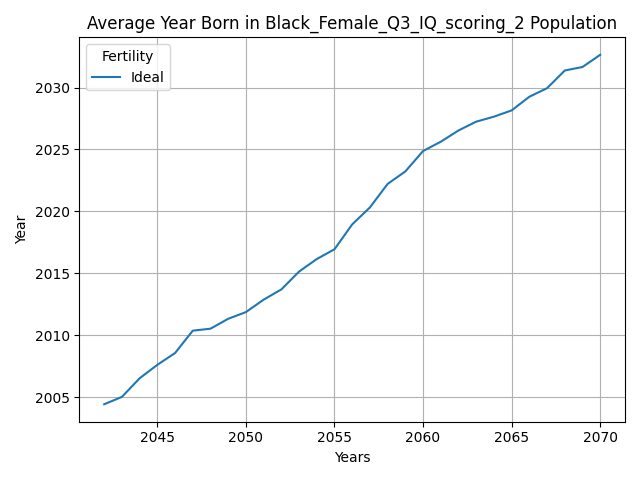 Average Year Born in Black_Female_Q3_IQ_scoring_2 Population
Fertility
Ideal
2030
2025
2020
2015
2010
2005
Year
2045 2050 2055 2060 2065 2070
Years